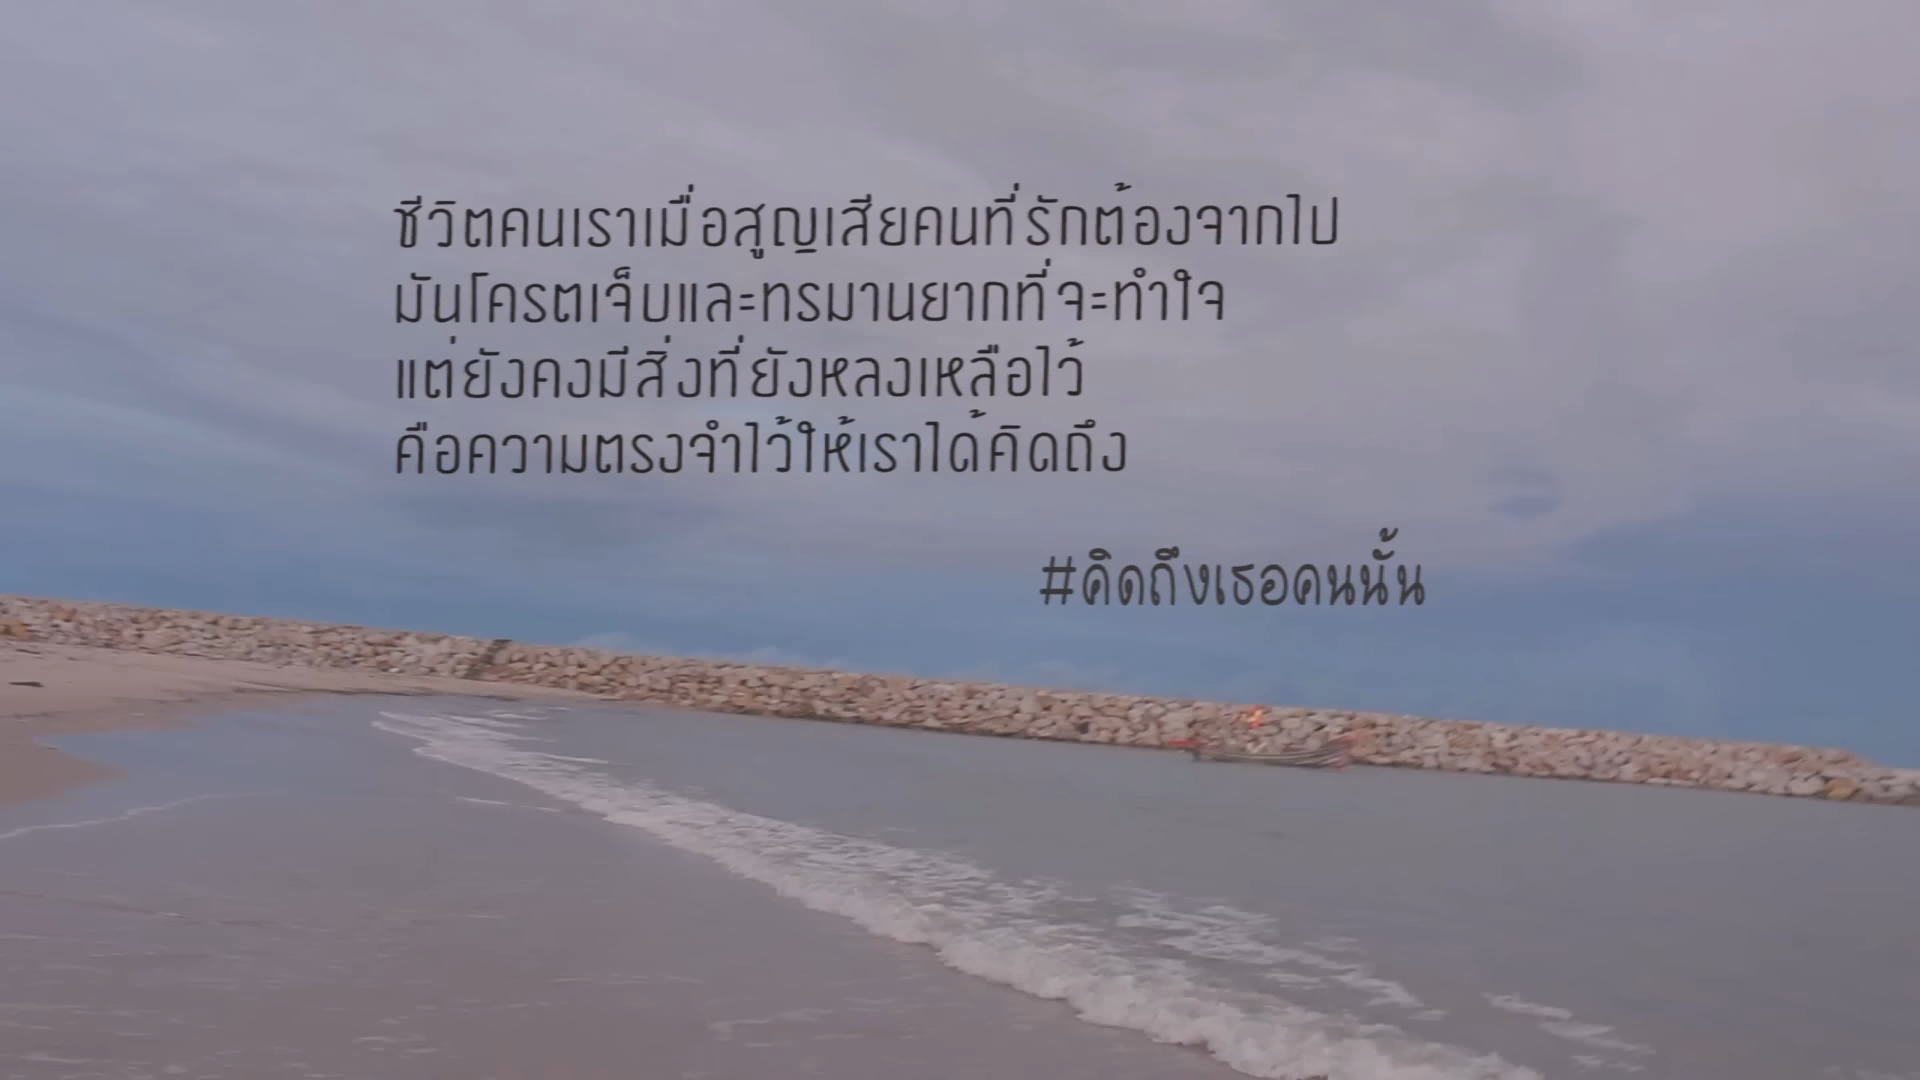 ชีวิตคนเราเมื่อสูญเสียคนที่รักต้องจากไป
มันโครตเจ็บและทรมานยากที่จะทำใจ
แต่ยังคงมีสิ่งที่ยังหลงเหลือไว้
คือความตรงจำไว้ให้เราได้คิดถึง
#คิดถึงเธอคนนั้น